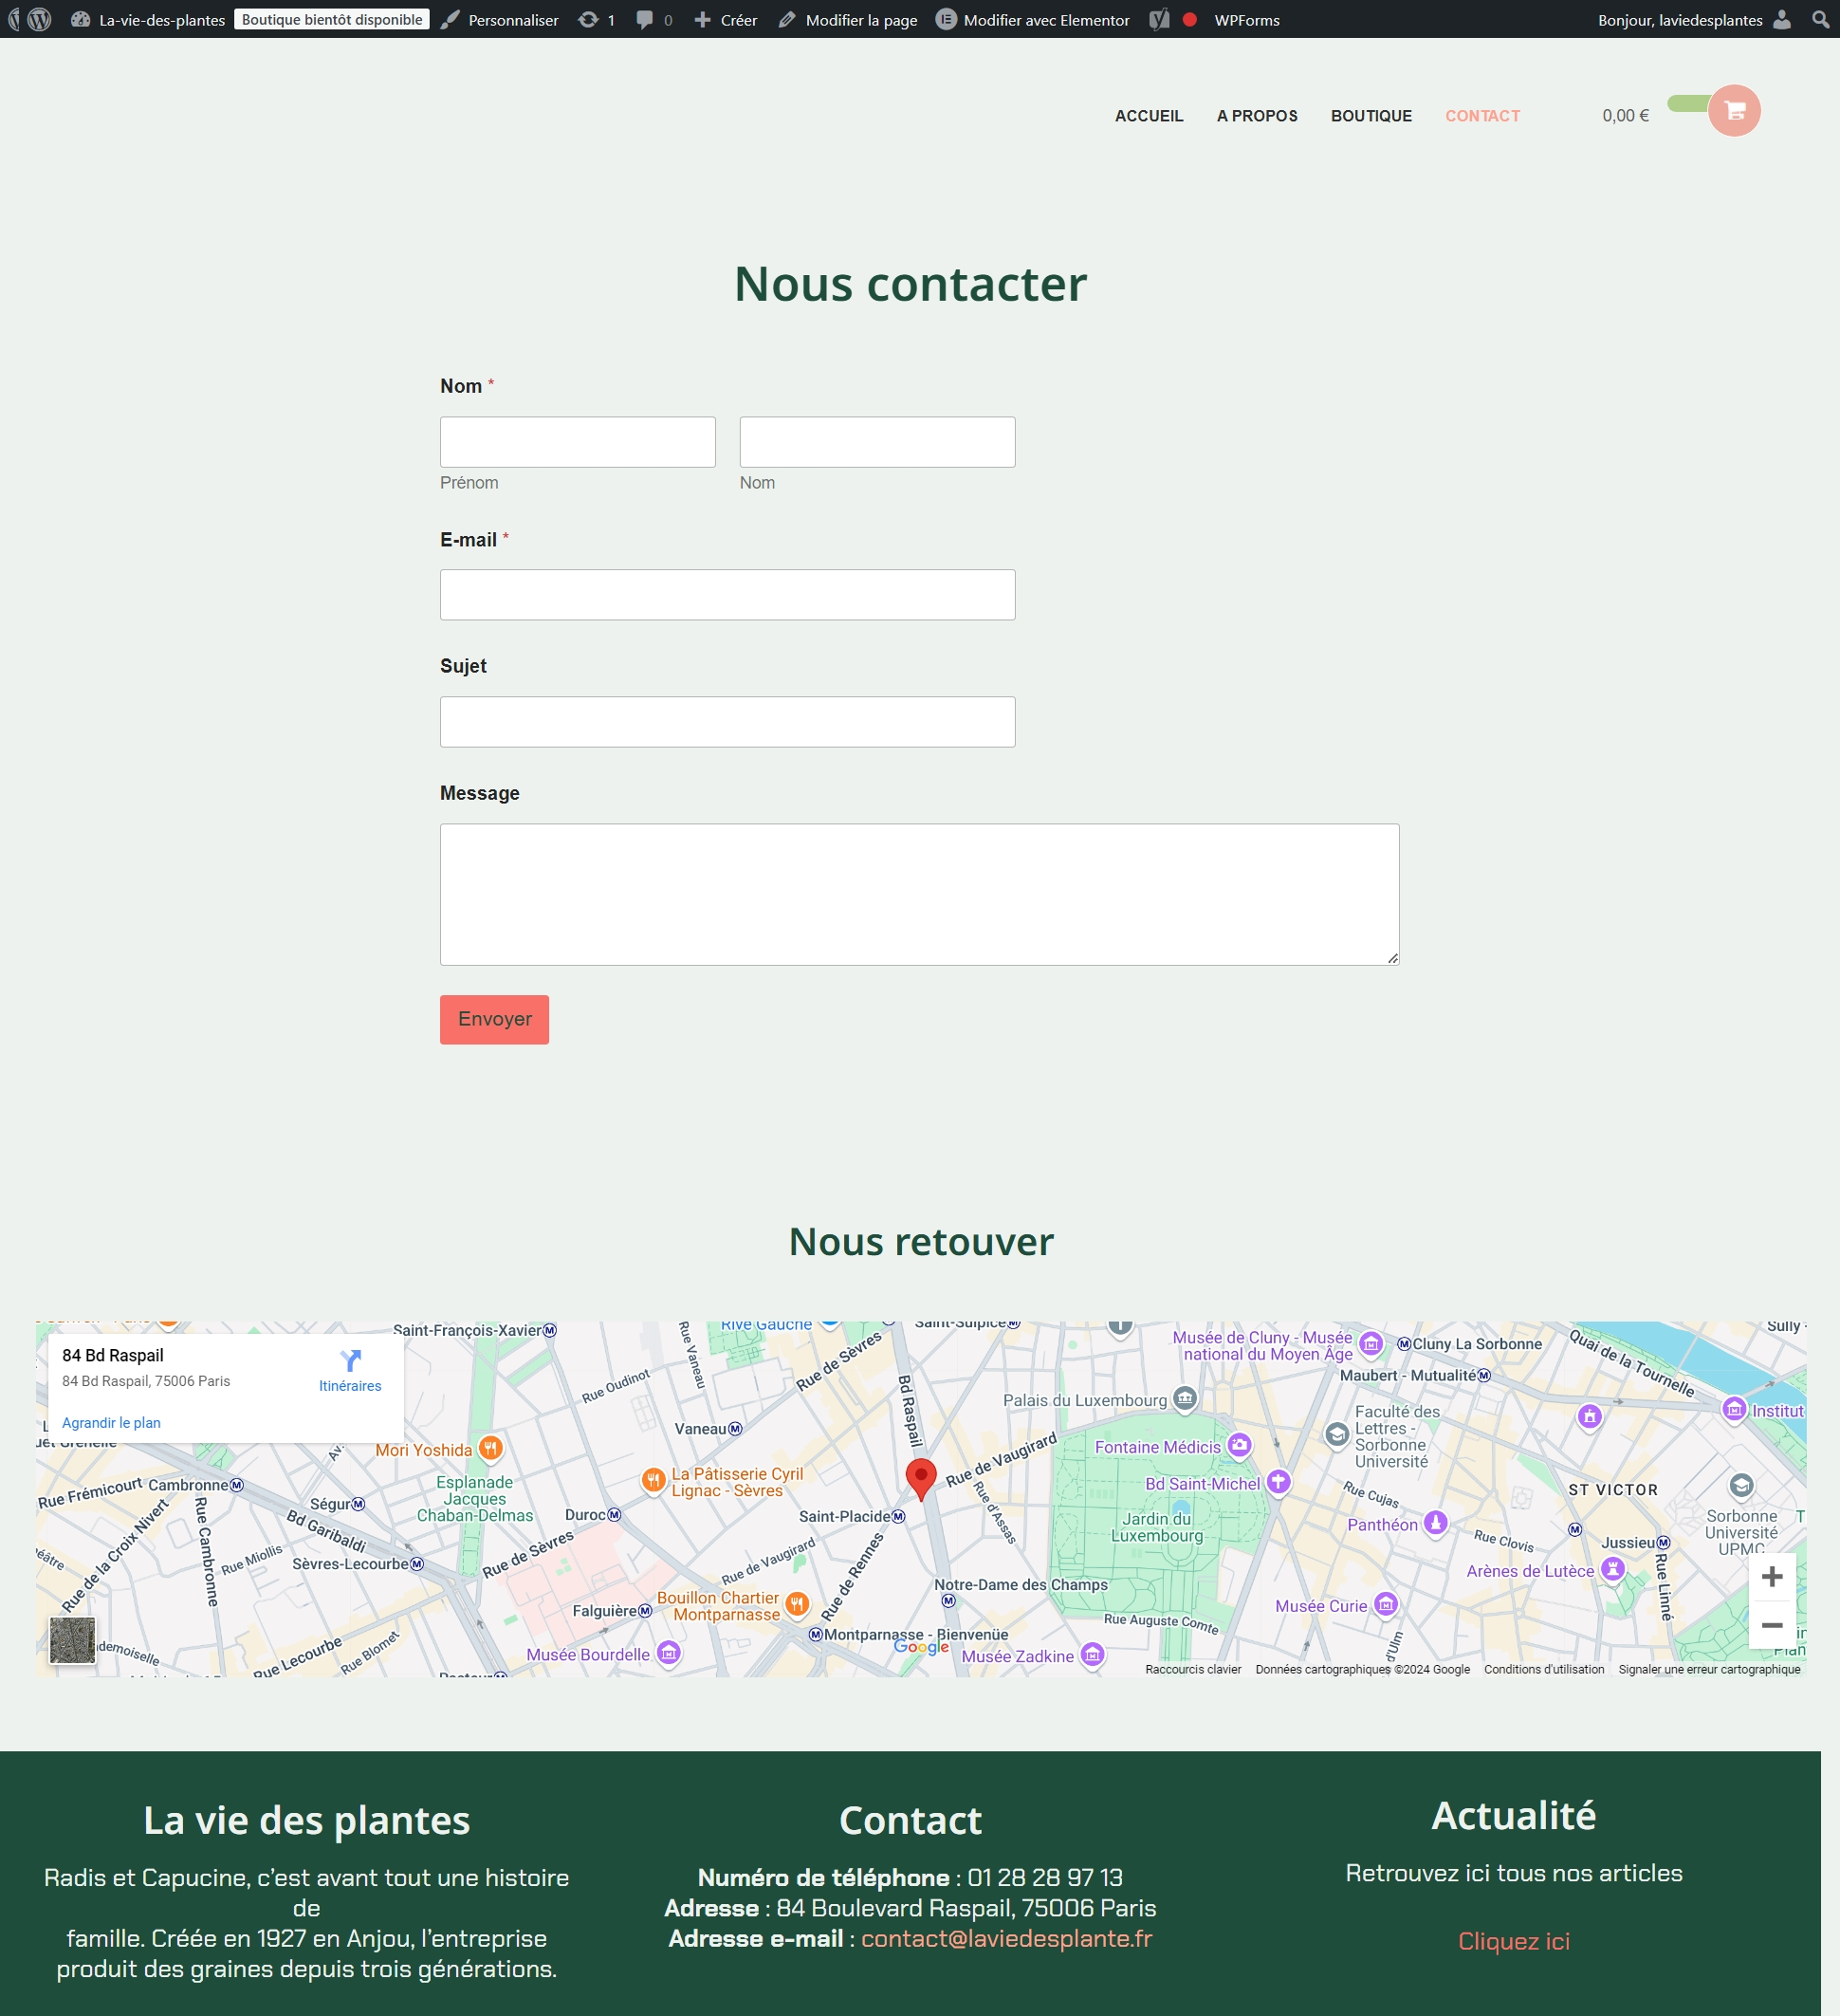 La-vie-des-plantes Boutique bientôt disponible Personnaliser 1 0 Créer Modifier la page Modifier avec Elementor WPForms Bonjour, laviedesplantes
ACCUEIL A PROPOS BOUTIQUE CONTACT 0,00 €
Nous contacter
Nom *
Prénom Nom
E-mail *
Sujet
Message
Envoyer
Nous retouver
84 Bd Raspail
84 Bd Raspail, 75006 Paris
Itinéraires
Agrandir le plan
Saint-François-Xavier
Rue Vaneau
Rive Gauche
Rue de Sèvres
Saint-Sulpice
Musée de Cluny - Musée
national du Moyen Âge
Cluny La Sorbonne
Quai de la Tournelle
Sully -
Maubert - Mutualité
Rue Oudinot
Bd Raspail
Palais du Luxembourg
Institut
Faculté des
Lettres -
Sorbonne
Université
Vaneau
Mori Yoshida
Av.
Fontaine Médicis
Rue de Vaugirard
La Pâtisserie Cyril
Lignac - Sèvres
Bd Saint-Michel
ST VICTOR
Rue Frémicourt
Cambronne
Esplanade
Jacques
Chaban-Delmas
Ségur
Duroc
Saint-Placide
Rue d'Assas
Jardin du
Luxembourg
Rue Cujas
Panthéon
Sorbonne
Université
UPMC
Rue de la Croix Nivert
Rue Cambronne
Bd Garibaldi
Rue Miollis
Sèvres-Lecourbe
Rue de Sèvres
Rue de Vaugirard
Rue de Rennes
Rue Clovis
Jussieu
Arènes de Lutèce
Rue Linné
Notre-Dame des Champs
Bouillon Chartier
Montparnasse
Falguière
Musée Curie
Rue Auguste Comte
Montparnasse - Bienvenüe
Google
Musée Bourdelle
Musée Zadkine
d'Ulm
Rue Lecourbe
Rue Blomet
Raccourcis clavier Données cartographiques ©2024 Google Conditions d'utilisation Signaler une erreur cartographique
La vie des plantes
Radis et Capucine, c'est avant tout une histoire
de
famille. Créée en 1927 en Anjou, l'entreprise
produit des graines depuis trois générations.
Contact
Numéro de téléphone : 01 28 28 97 13
Adresse : 84 Boulevard Raspail, 75006 Paris
Adresse e-mail : contact@laviedesplante.fr
Actualité
Retrouvez ici tous nos articles
Cliquez ici